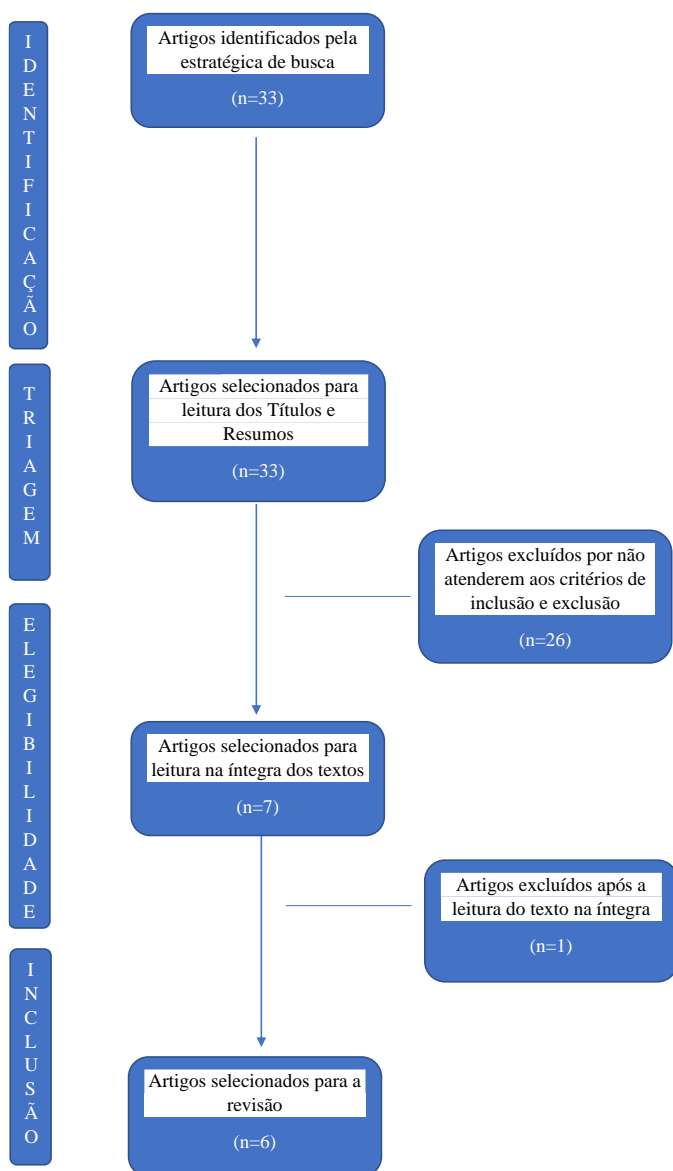 IDENTIFICAÇÃO
Artigos identificados pela
estratégica de busca
(n=33)
TRIAGEM
Artigos selecionados para
leitura dos Títulos e
Resumos
(n=33)
Artigos excluídos por não
atenderem aos critérios de
inclusão e exclusão
(n=26)
ELEGIBILIDADE
Artigos selecionados para
leitura na íntegra dos textos
(n=7)
Artigos excluídos após a
leitura do texto na íntegra
(n=1)
INCLUSÃO
Artigos selecionados para a
revisão
(n=6)